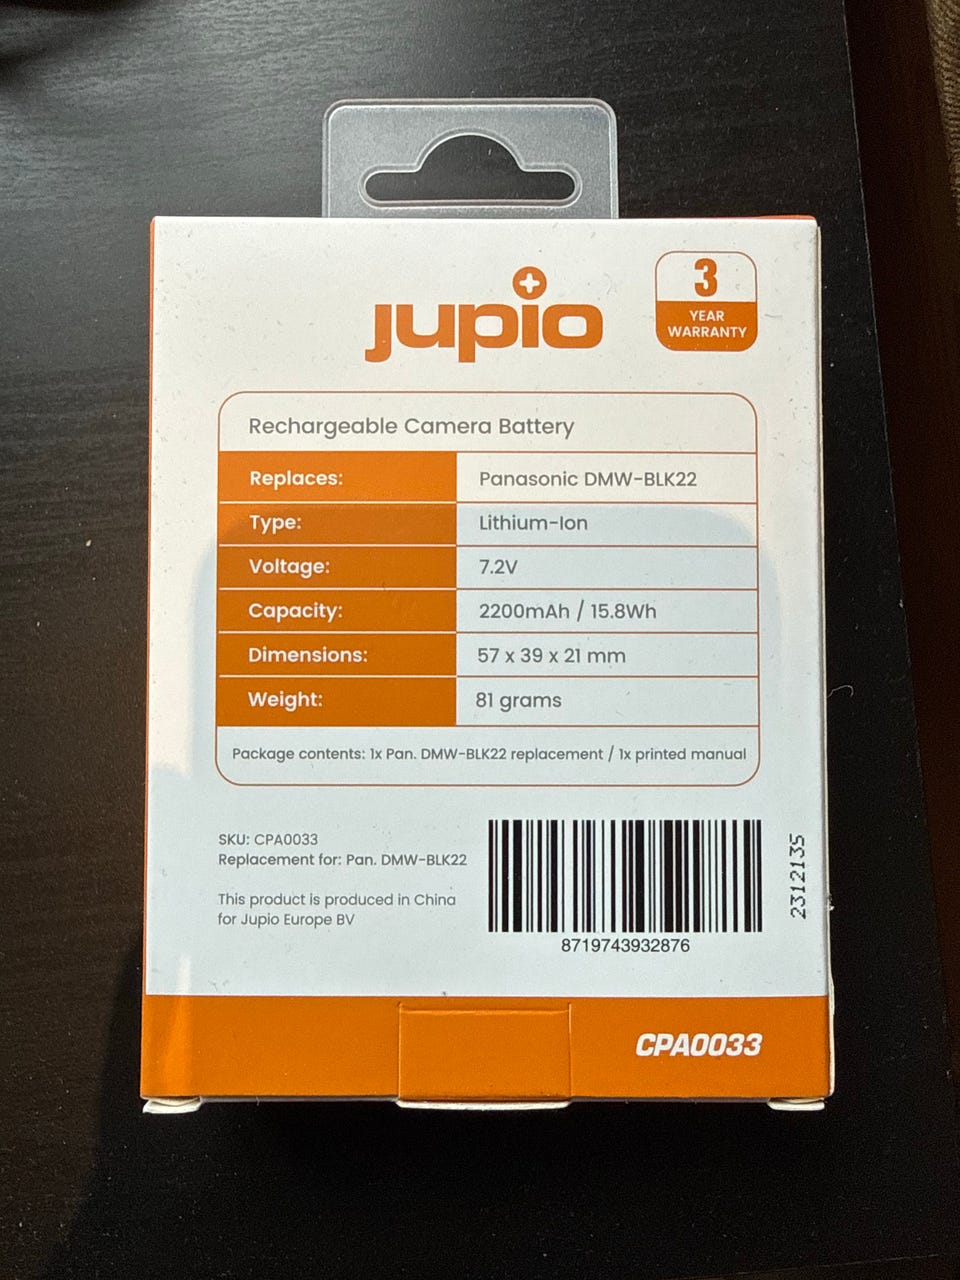 jupio
3
YEAR
WARRANTY
Rechargeable Camera Battery
Replaces: Panasonic DMW-BLK22
Type: Lithium-Ion
Voltage: 7.2V
Capacity: 2200mAh / 15.8Wh
Dimensions: 57 x 39 x 21 mm
Weight: 81 grams
Package contents: 1x Pan. DMW-BLK22 replacement / 1x printed manual
SKU: CPA0033
Replacement for: Pan. DMW-BLK22
This product is produced in China
for Jupio Europe BV
8719743932876
2312135
CPA0033